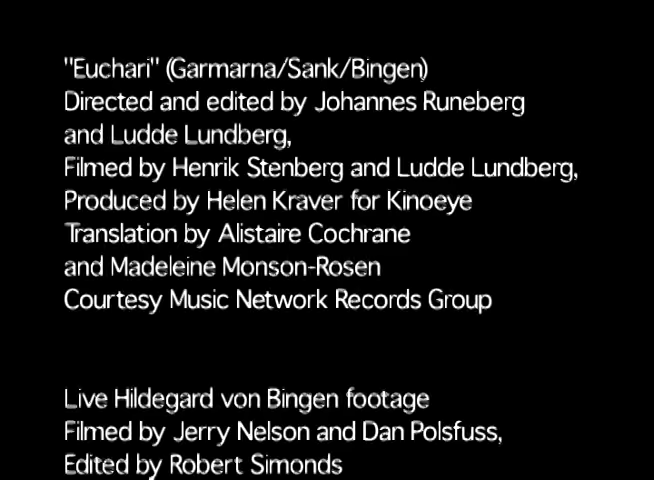 "Euchari" (Garmarna/Sank/Bingen)
Directed and edited by Johannes Runeberg
and Ludde Lundberg,
Filmed by Henrik Stenberg and Ludde Lundberg,
Produced by Helen Kraver for Kinoeye
Translation by Alistaire Cochrane
and Madeleine Monson-Rosen
Courtesy Music Network Records Group
Live Hildegard von Bingen footage
Filmed by Jerry Nelson and Dan Polsfuss,
Edited by Robert Simonds